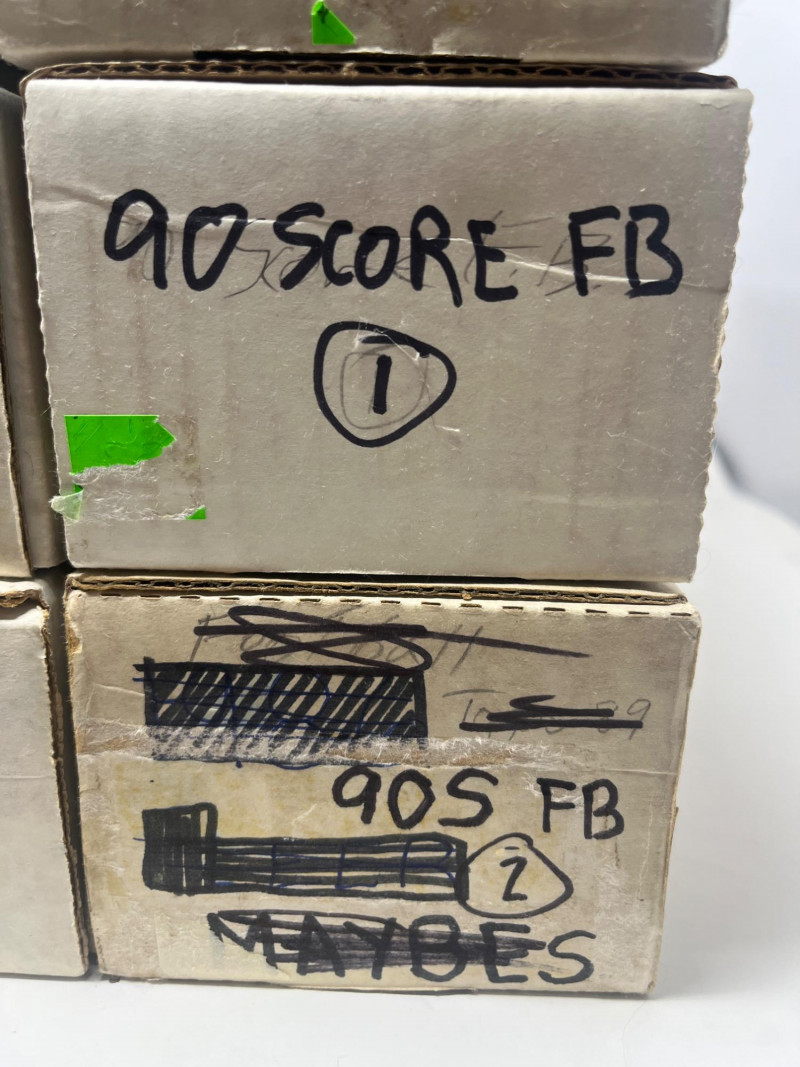 90 SCORE FB
1
90S FB
2
MAYBES